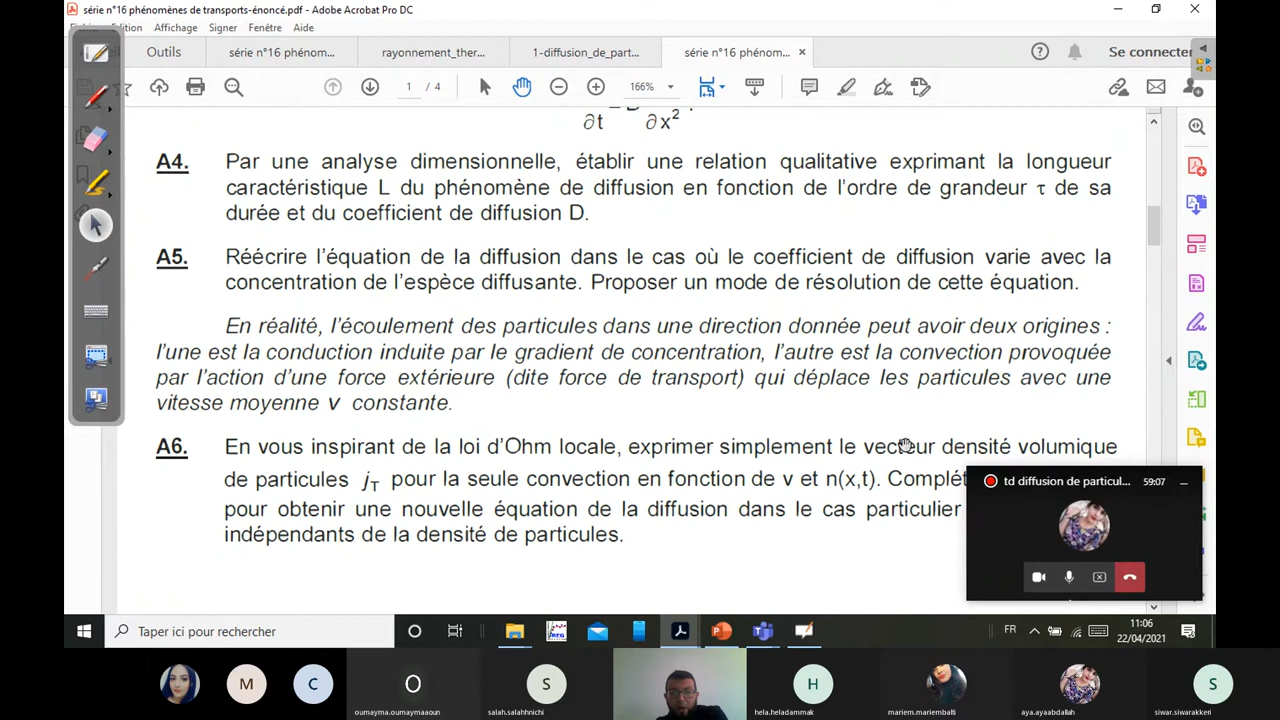 série n°16 phénomènes de transports-énoncé.pdf - Adobe Acrobat Pro DC
Edition Affichage Signer Fenêtre Aide
Outils série n°16 phénom... rayonnement_ther... 1-diffusion_de_part... série n°16 phénom... × Se connecter
1 / 4 166%
∂t ∂x²
A4. Par une analyse dimensionnelle, établir une relation qualitative exprimant la longueur
caractéristique L du phénomène de diffusion en fonction de l'ordre de grandeur τ de sa
durée et du coefficient de diffusion D.
A5. Réécrire l'équation de la diffusion dans le cas où le coefficient de diffusion varie avec la
concentration de l'espèce diffusante. Proposer un mode de résolution de cette équation.
En réalité, l'écoulement des particules dans une direction donnée peut avoir deux origines :
l'une est la conduction induite par le gradient de concentration, l'autre est la convection provoquée
par l'action d'une force extérieure (dite force de transport) qui déplace les particules avec une
vitesse moyenne v constante.
A6. En vous inspirant de la loi d'Ohm locale, exprimer simplement le vecteur densité volumique
de particules jT pour la seule convection en fonction de v et n(x,t). Complét
pour obtenir une nouvelle équation de la diffusion dans le cas particulier
indépendants de la densité de particules.
td diffusion de particul... 59:07
Taper ici pour rechercher
FR 11:06
22/04/2021
M C O S H S
oumayma.oumaymaaoun salah.salahhnichi hela.heladammak mariem.mariembalti aya.ayaabdallah siwar.siwarakkeri